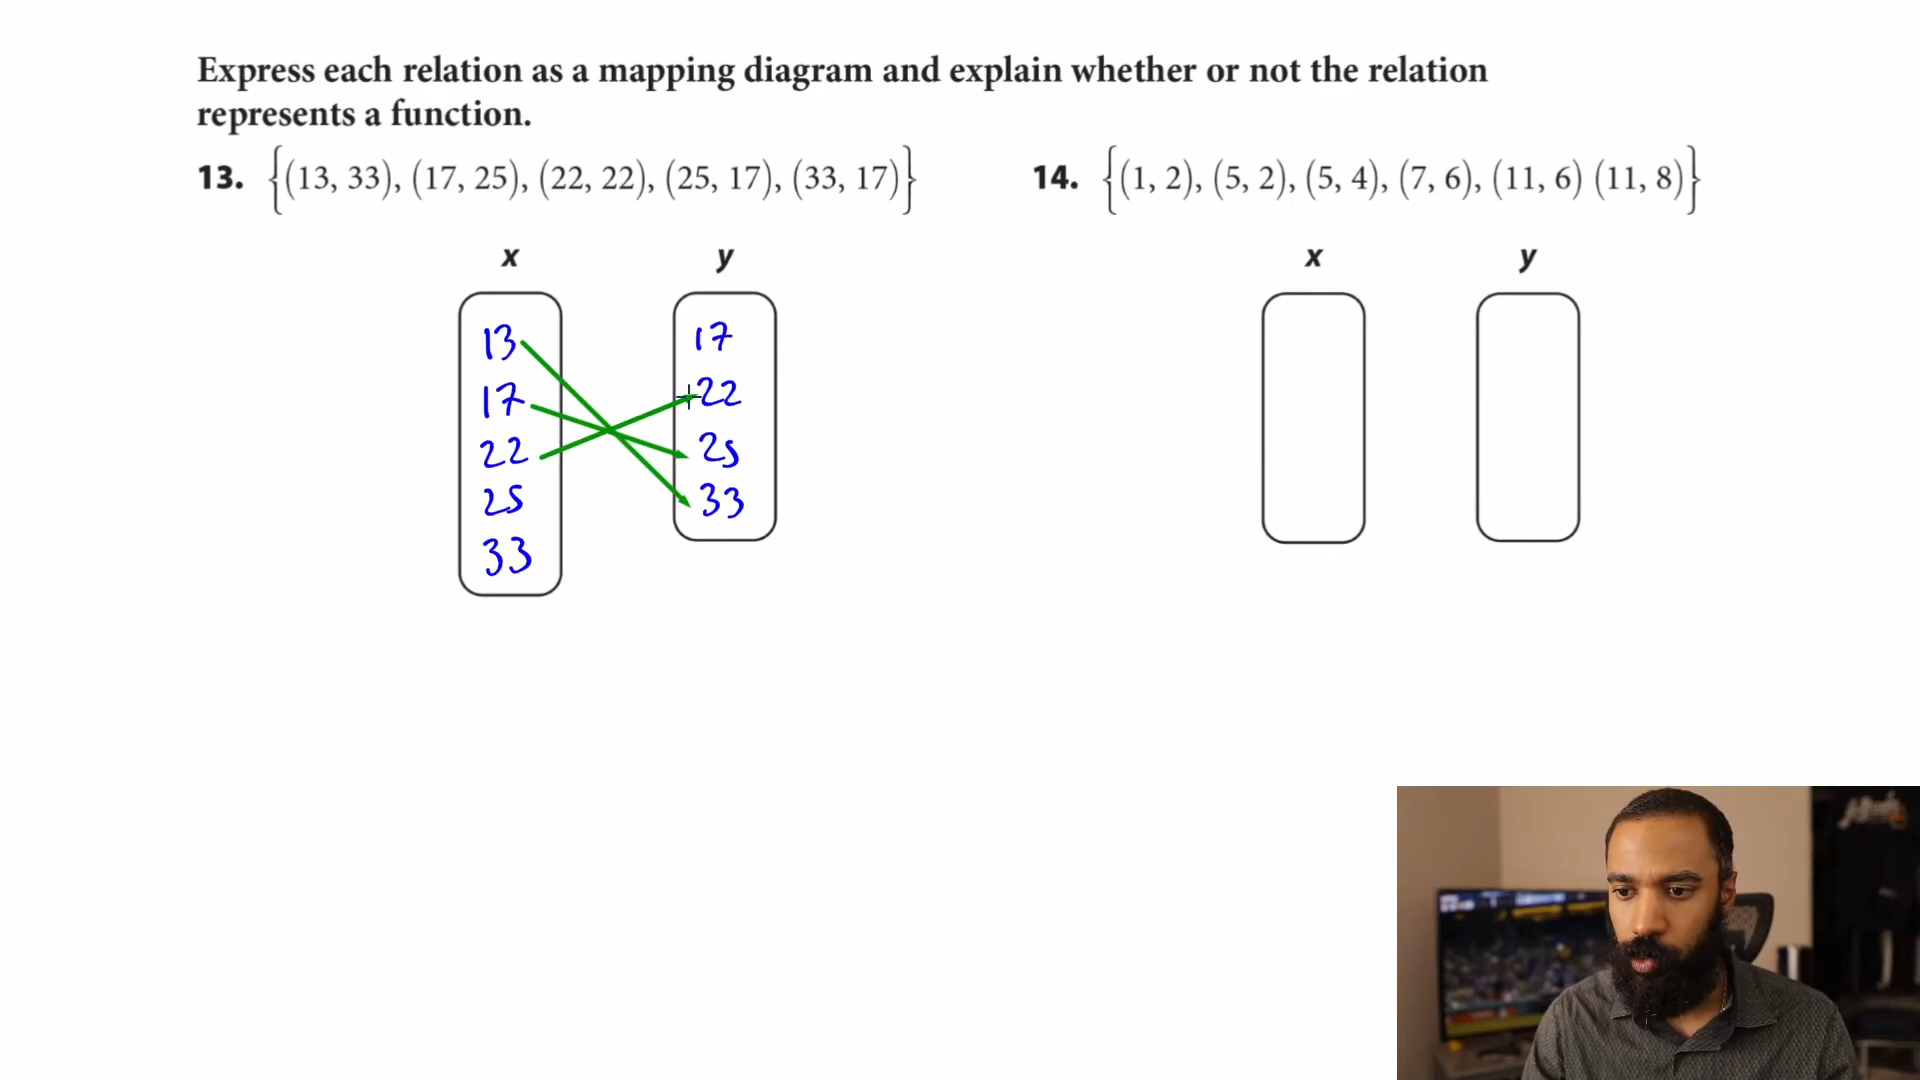 Express each relation as a mapping diagram and explain whether or not the relation
represents a function.
13. {(13, 33), (17, 25), (22, 22), (25, 17), (33, 17)}
14. {(1, 2), (5, 2), (5, 4), (7, 6), (11, 6) (11, 8)}
x y
13 17
17 22
22 25
25 33
33
x y